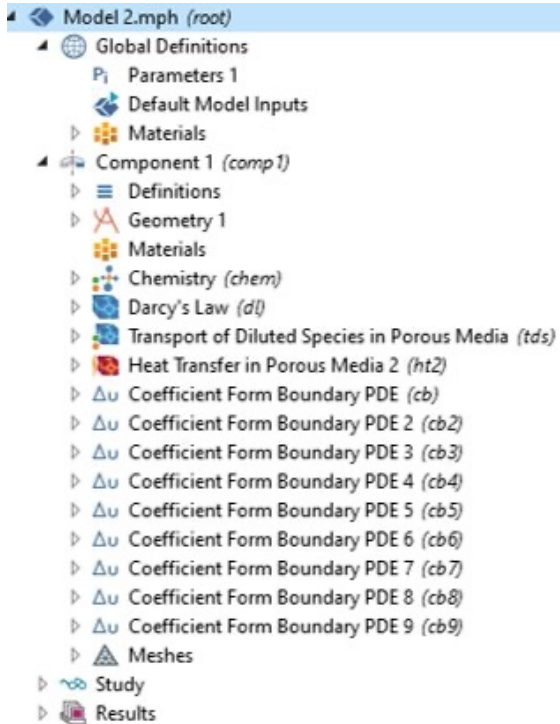 Model 2.mph (root)
Global Definitions
Pi Parameters 1
Default Model Inputs
Materials
Component 1 (comp1)
Definitions
Geometry 1
Materials
Chemistry (chem)
Darcy's Law (dl)
Transport of Diluted Species in Porous Media (tds)
Heat Transfer in Porous Media 2 (ht2)
Δu Coefficient Form Boundary PDE (cb)
Δu Coefficient Form Boundary PDE 2 (cb2)
Δu Coefficient Form Boundary PDE 3 (cb3)
Δu Coefficient Form Boundary PDE 4 (cb4)
Δu Coefficient Form Boundary PDE 5 (cb5)
Δu Coefficient Form Boundary PDE 6 (cb6)
Δu Coefficient Form Boundary PDE 7 (cb7)
Δu Coefficient Form Boundary PDE 8 (cb8)
Δu Coefficient Form Boundary PDE 9 (cb9)
Meshes
Study
Results